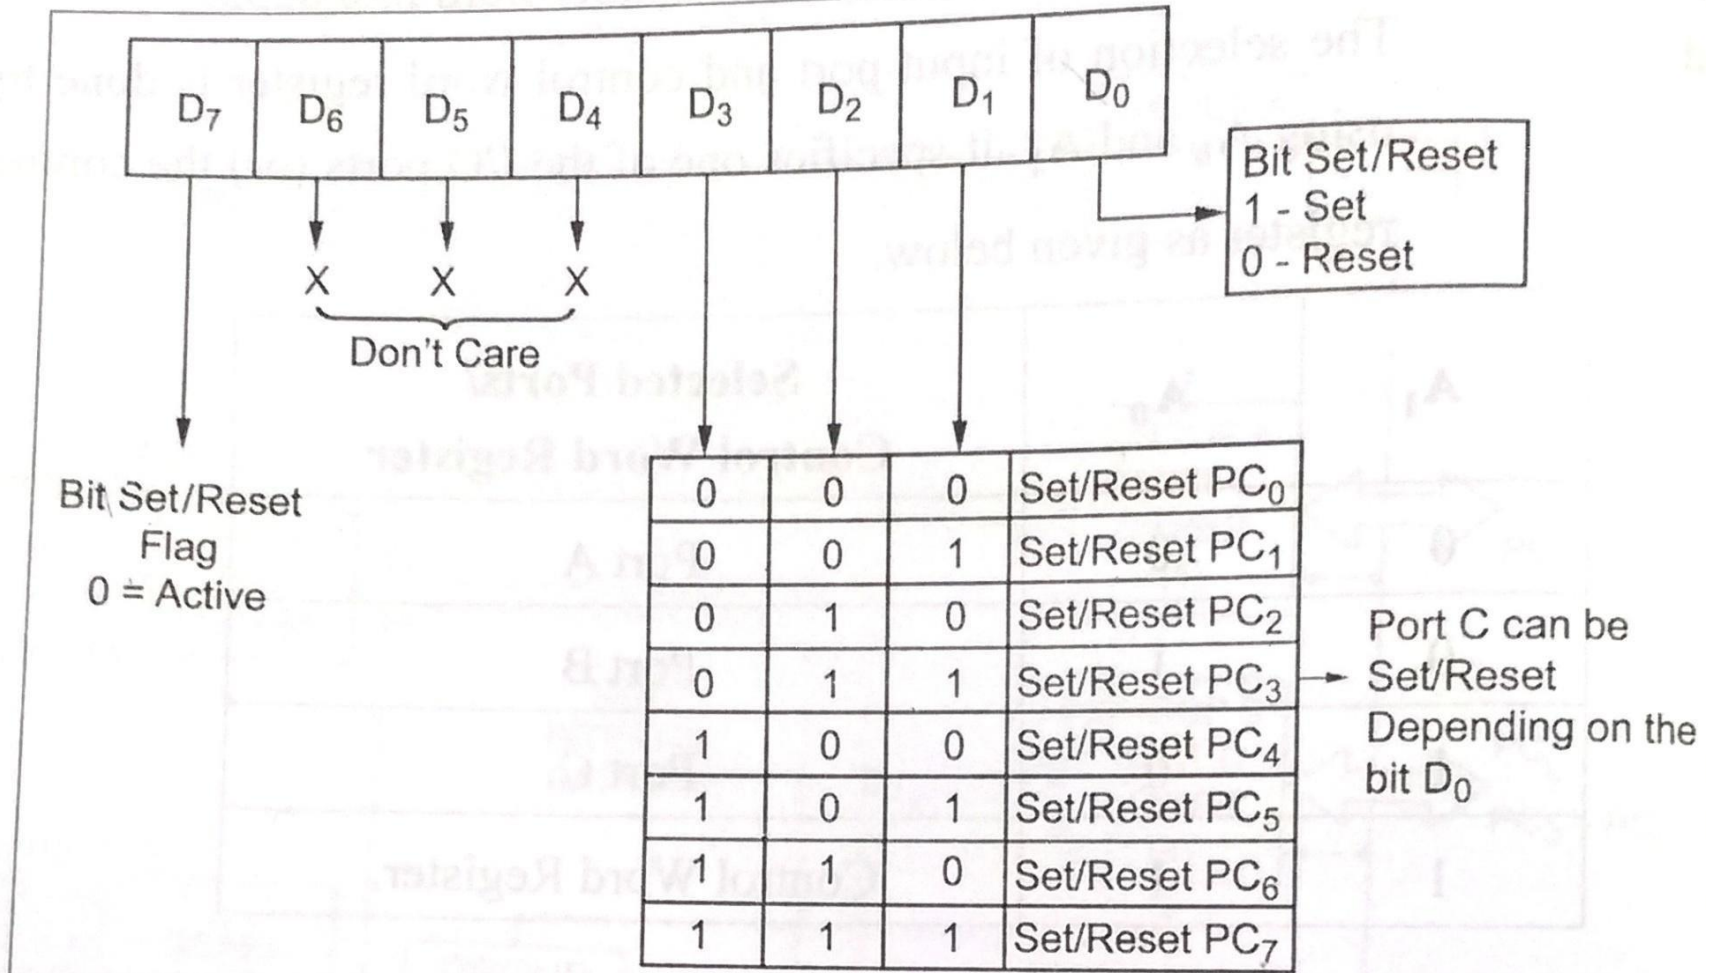 D7 D6 D5 D4 D3 D2 D1 D0
Bit Set/Reset
1 - Set
0 - Reset
X X X
Don't Care
Bit Set/Reset
Flag
0 = Active
0 0 0 Set/Reset PC0
0 0 1 Set/Reset PC1
0 1 0 Set/Reset PC2
0 1 1 Set/Reset PC3
1 0 0 Set/Reset PC4
1 0 1 Set/Reset PC5
1 1 0 Set/Reset PC6
1 1 1 Set/Reset PC7
Port C can be
Set/Reset
Depending on the
bit D0